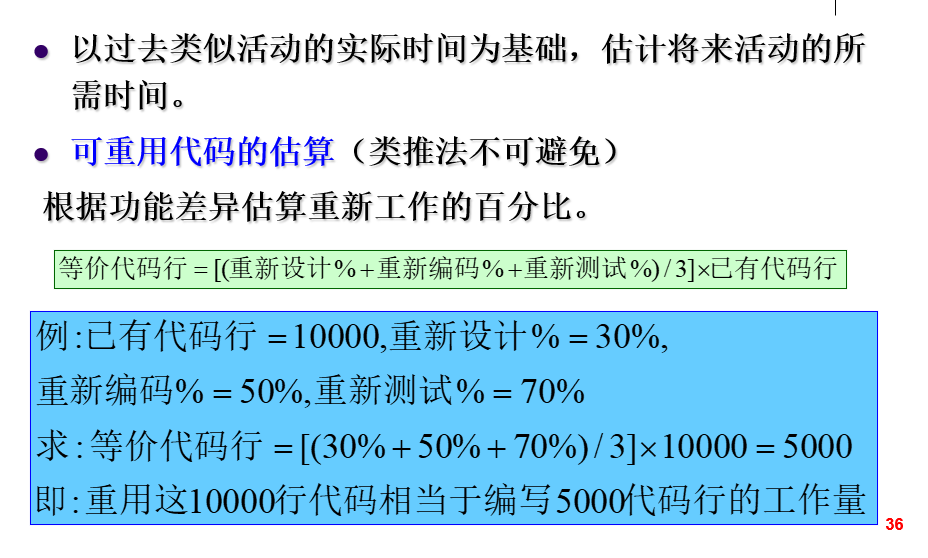 以过去类似活动的实际时间为基础，估计将来活动的所
需时间。
可重用代码的估算（类推法不可避免）
根据功能差异估算重新工作的百分比。
等价代码行 = [(重新设计% + 重新编码% + 重新测试%) / 3]×已有代码行
例:已有代码行 = 10000,重新设计% = 30%,
重新编码% = 50%,重新测试% = 70%
求:等价代码行 = [(30% + 50% + 70%) / 3]×10000 = 5000
即:重用这10000行代码相当于编写5000代码行的工作量
36